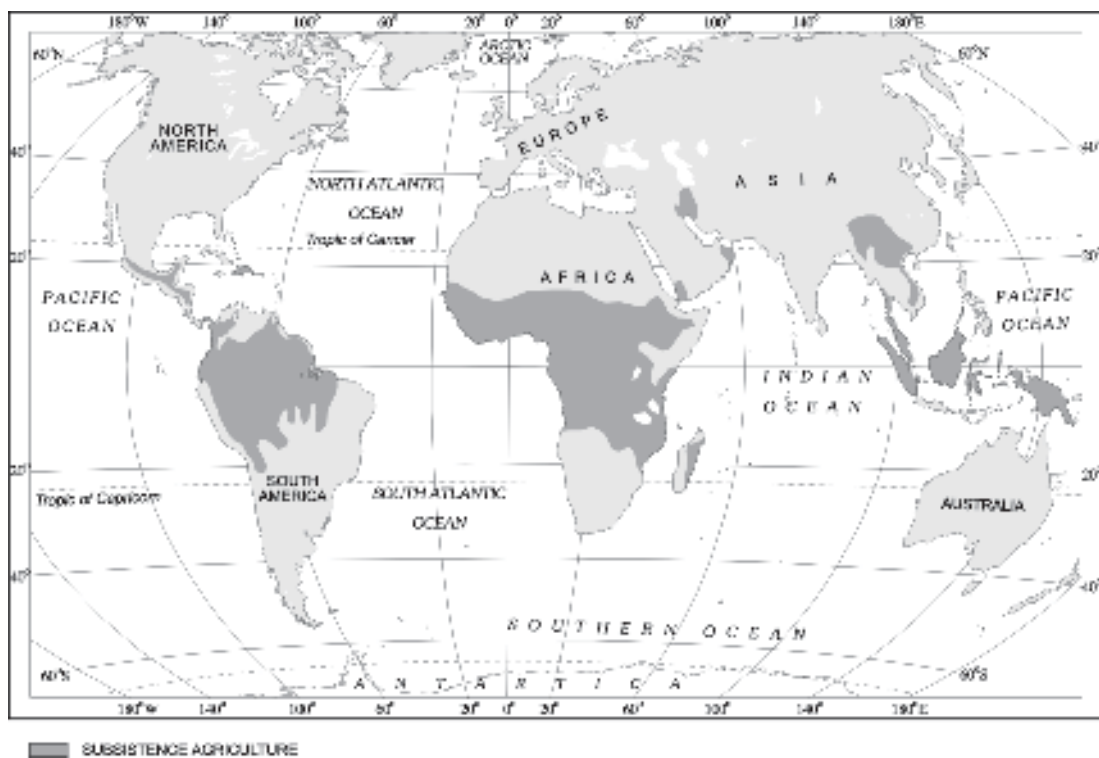 180°W 140° 100° 60° 20° 0° 20° 60° 100° 140° 180°E
ARCTIC
OCEAN
60°N 60°N
NORTH
AMERICA
EUROPE
40° 40°
ASIA
NORTH ATLANTIC
OCEAN
Tropic of Cancer
20° 20°
AFRICA
PACIFIC
OCEAN
PACIFIC
OCEAN
INDIAN
OCEAN
20° 20°
SOUTH
AMERICA
Tropic of Capricorn
SOUTH ATLANTIC
OCEAN
AUSTRALIA
40° 40°
SOUTHERN OCEAN
60°S 60°S
ANTARTICA
180°W 140° 100° 60° 20° 0° 20° 60° 100° 140° 180°E
SUBSISTENCE AGRICULTURE